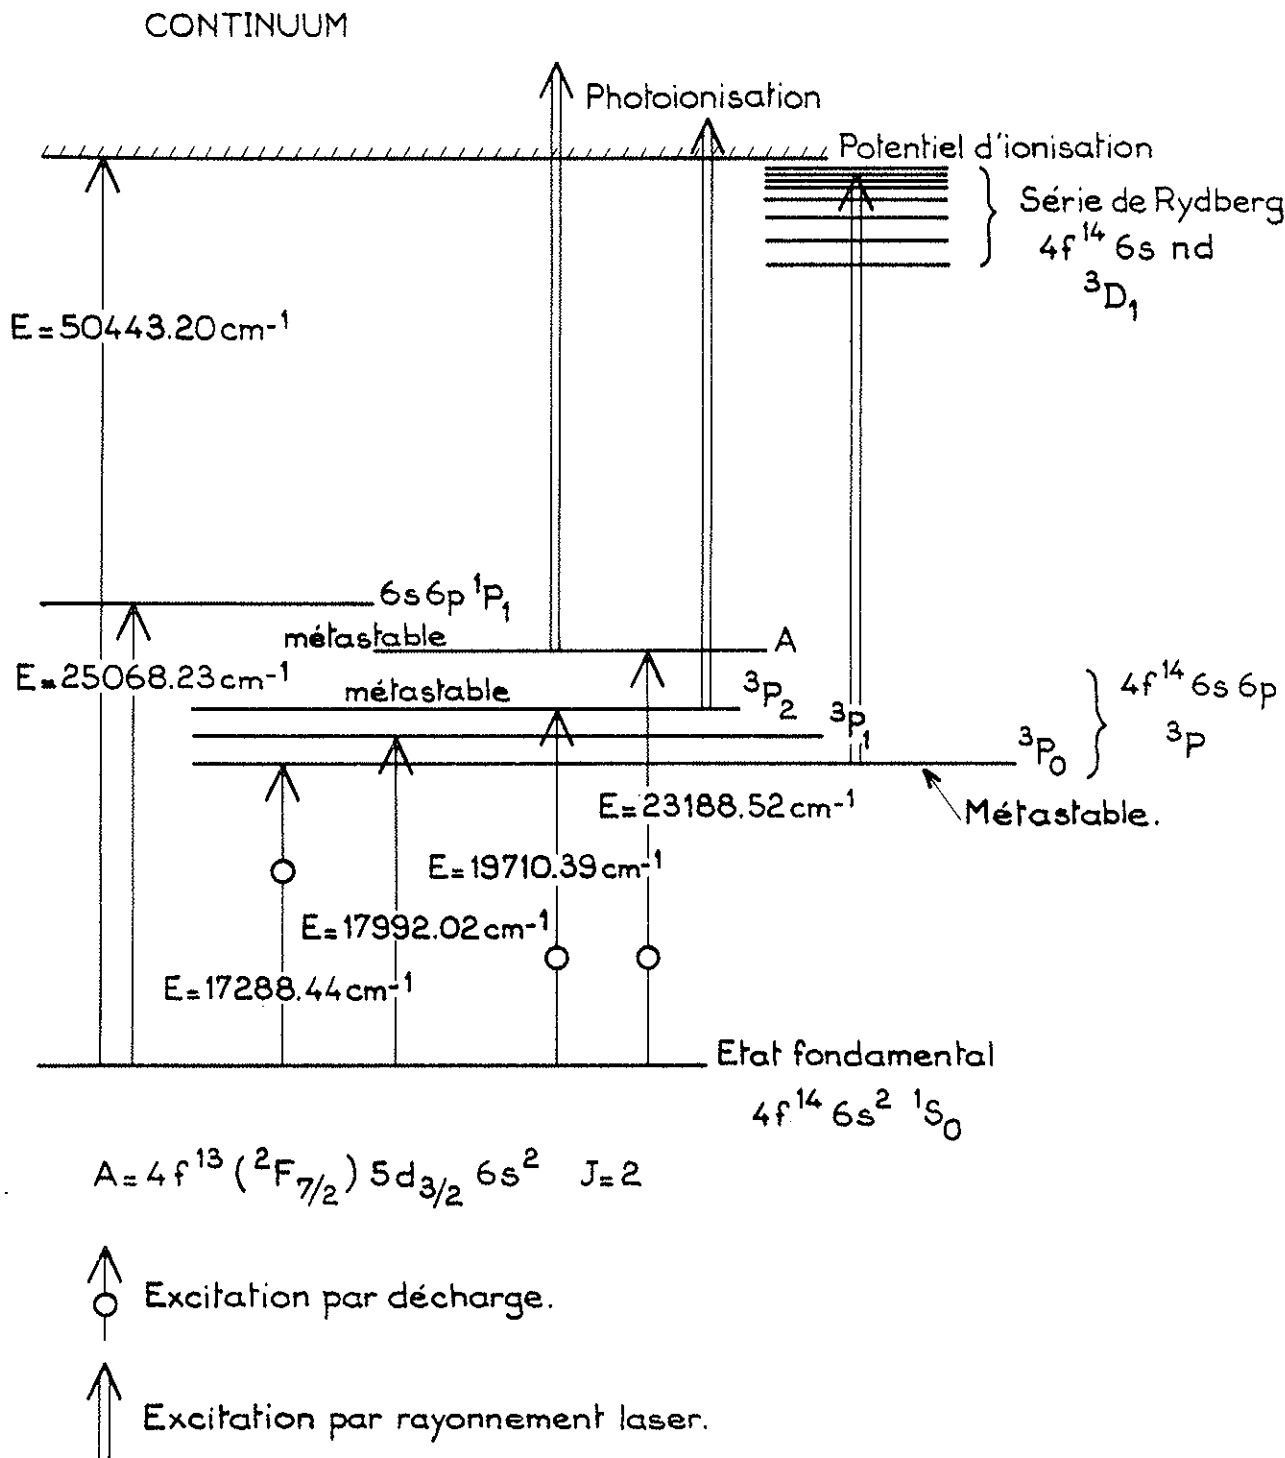 CONTINUUM
Photoionisation
Potentiel d'ionisation
Série de Rydberg
4f¹⁴ 6s nd
³D₁
E=50443.20cm⁻¹
6s 6p ¹P₁
métastable
A
E=25068.23cm⁻¹
métastable
³P₂
4f¹⁴ 6s 6p
³P₁
³P₀
³P
E=23188.52cm⁻¹
Métastable.
E=19710.39cm⁻¹
E=17992.02cm⁻¹
E=17288.44cm⁻¹
Etat fondamental
4f¹⁴ 6s² ¹S₀
A=4f¹³ (²F₇/₂) 5d₃/₂ 6s² J=2
Excitation par décharge.
Excitation par rayonnement laser.